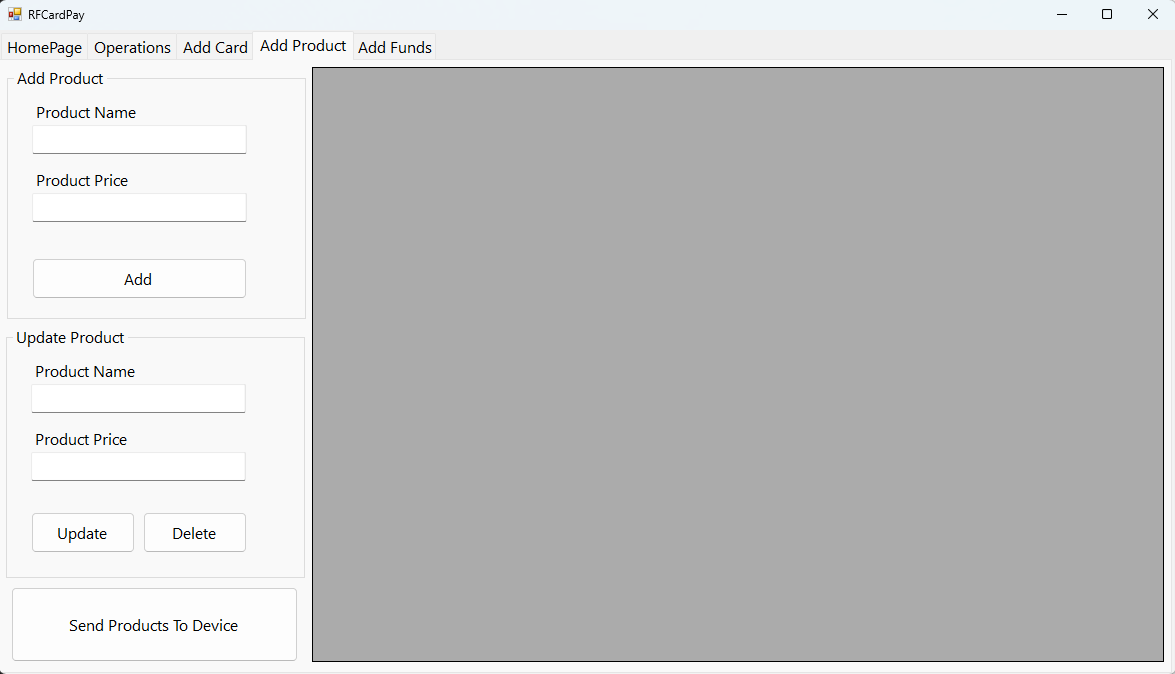 RFCardPay
HomePage Operations Add Card Add Product Add Funds
Add Product
Product Name
Product Price
Add
Update Product
Product Name
Product Price
Update Delete
Send Products To Device